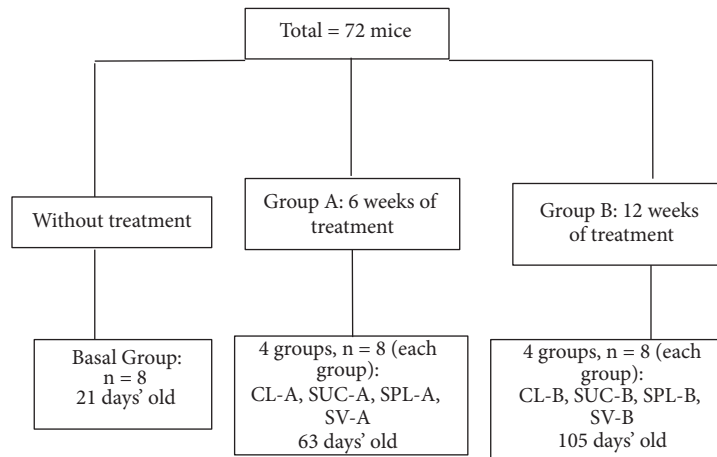 Total = 72 mice
Without treatment
Group A: 6 weeks of
treatment
Group B: 12 weeks
of treatment
Basal Group:
n = 8
21 days' old
4 groups, n = 8 (each
group):
CL-A, SUC-A, SPL-A,
SV-A
63 days' old
4 groups, n = 8 (each
group):
CL-B, SUC-B, SPL-B,
SV-B
105 days' old